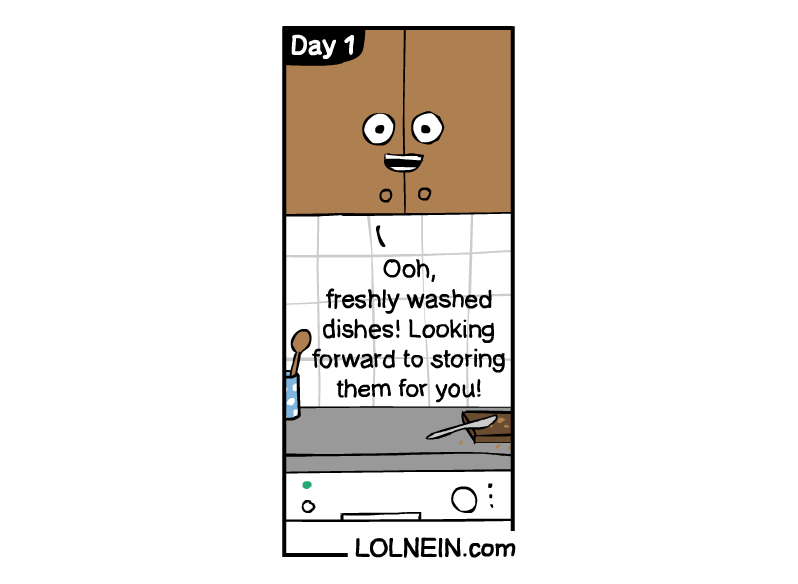 Day 1
Ooh,
freshly washed
dishes! Looking
forward to storing
them for you!
LOLNEIN.com